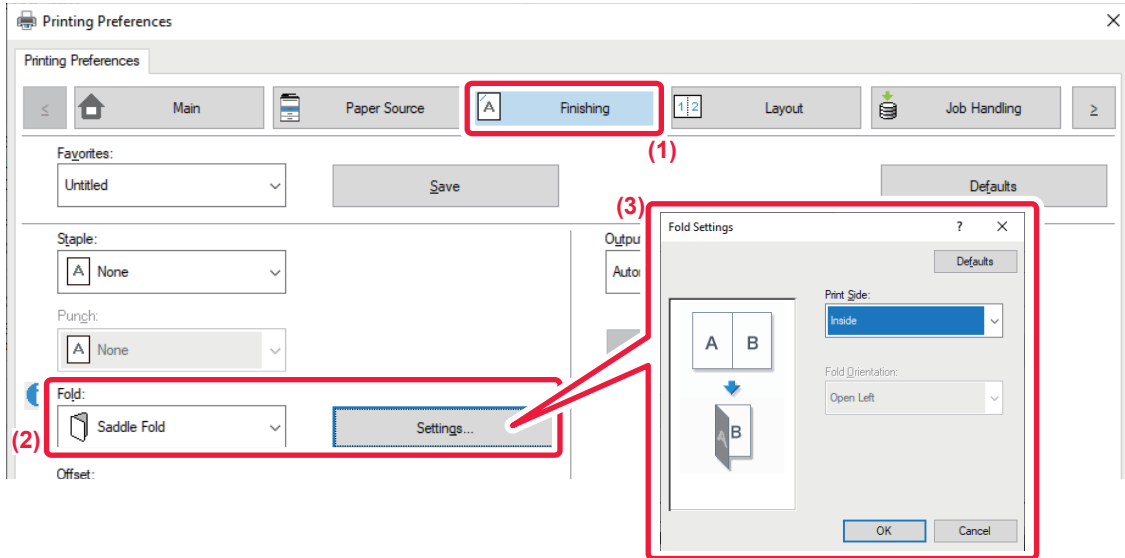 Printing Preferences
Printing Preferences
< Main Paper Source A Finishing 1 2 Layout Job Handling >
(1)
Favorites:
Untitled Save Defaults
Staple:
A None
Punch:
A None
Fold:
Saddle Fold Settings...
(2)
Offset:
(3)
Fold Settings ? ×
Defaults
Print Side:
Inside
A B
Fold Orientation:
Open Left
A B
OK Cancel